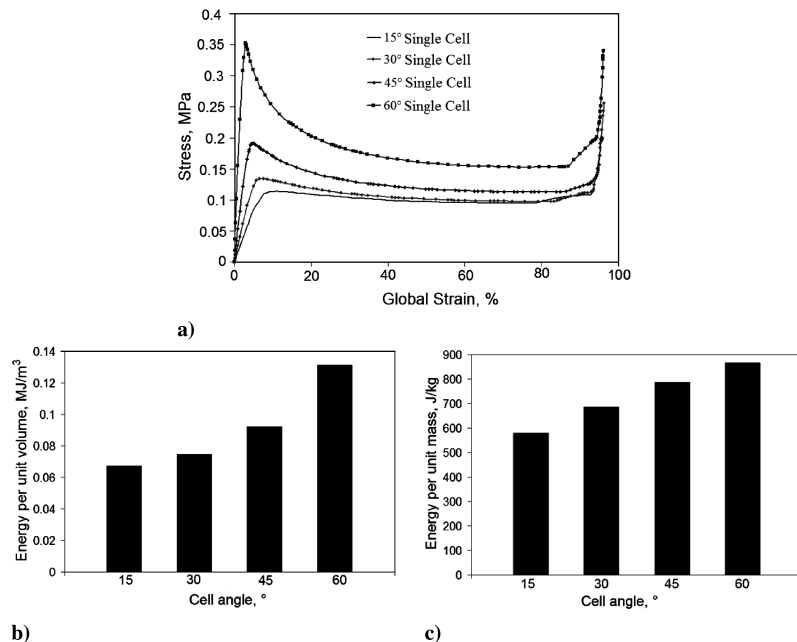 0.4
0.35
0.3
0.25
0.2
0.15
0.1
0.05
0
Stress, MPa
15° Single Cell
30° Single Cell
45° Single Cell
60° Single Cell
0 20 40 60 80 100
Global Strain, %
a)
0.14
0.12
0.1
0.08
0.06
0.04
0.02
0
Energy per unit volume, MJ/m³
15 30 45 60
Cell angle, °
b)
900
800
700
600
500
400
300
200
100
0
Energy per unit mass, J/kg
15 30 45 60
Cell angle, °
c)